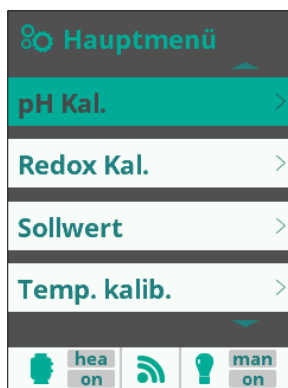 Hauptmenü
pH Kal.
Redox Kal.
Sollwert
Temp. kalib.
hea man
on on